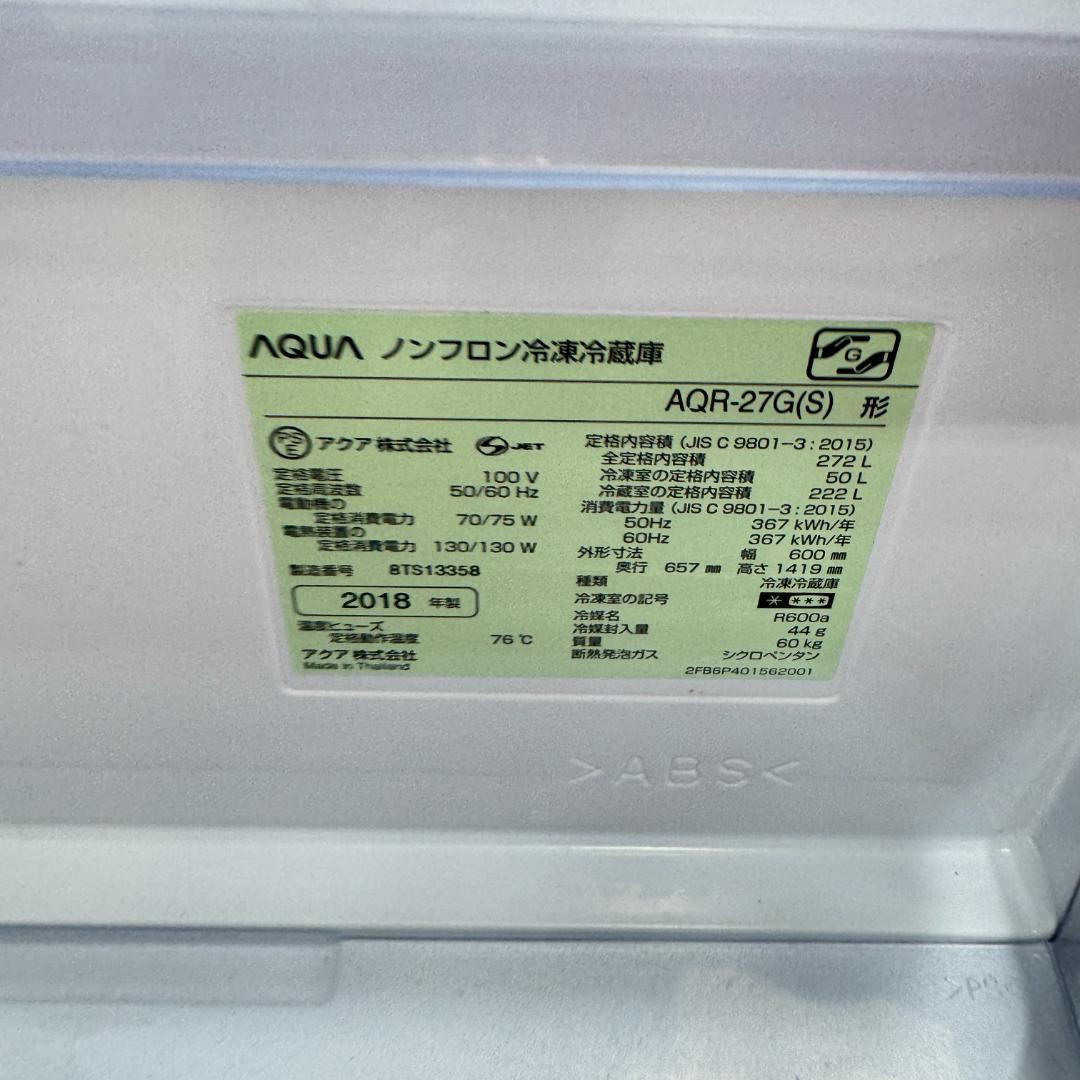 AQUA ノンフロン冷凍冷蔵庫
G
AQR-27G(S) 形
PSE アクア株式会社 S JET
定格電圧 100 V
定格周波数 50/60 Hz
電動機の
定格消費電力 70/75 W
電熱装置の
定格消費電力 130/130 W
製造番号 8TS13358
2018 年製
温度ヒューズ
定格動作温度 76 ℃
アクア株式会社
Made in Thailand
定格内容積 (JIS C 9801-3 : 2015)
全定格内容積 272 L
冷凍室の定格内容積 50 L
冷蔵室の定格内容積 222 L
消費電力量 (JIS C 9801-3 : 2015)
50Hz 367 kWh/年
60Hz 367 kWh/年
外形寸法 幅 600 ㎜
奥行 657 ㎜ 高さ 1419 ㎜
種類 冷凍冷蔵庫
冷凍室の記号 * ***
冷媒名 R600a
冷媒封入量 44 g
質量 60 kg
断熱発泡ガス シクロペンタン
2FB6P401562001
>ABS<